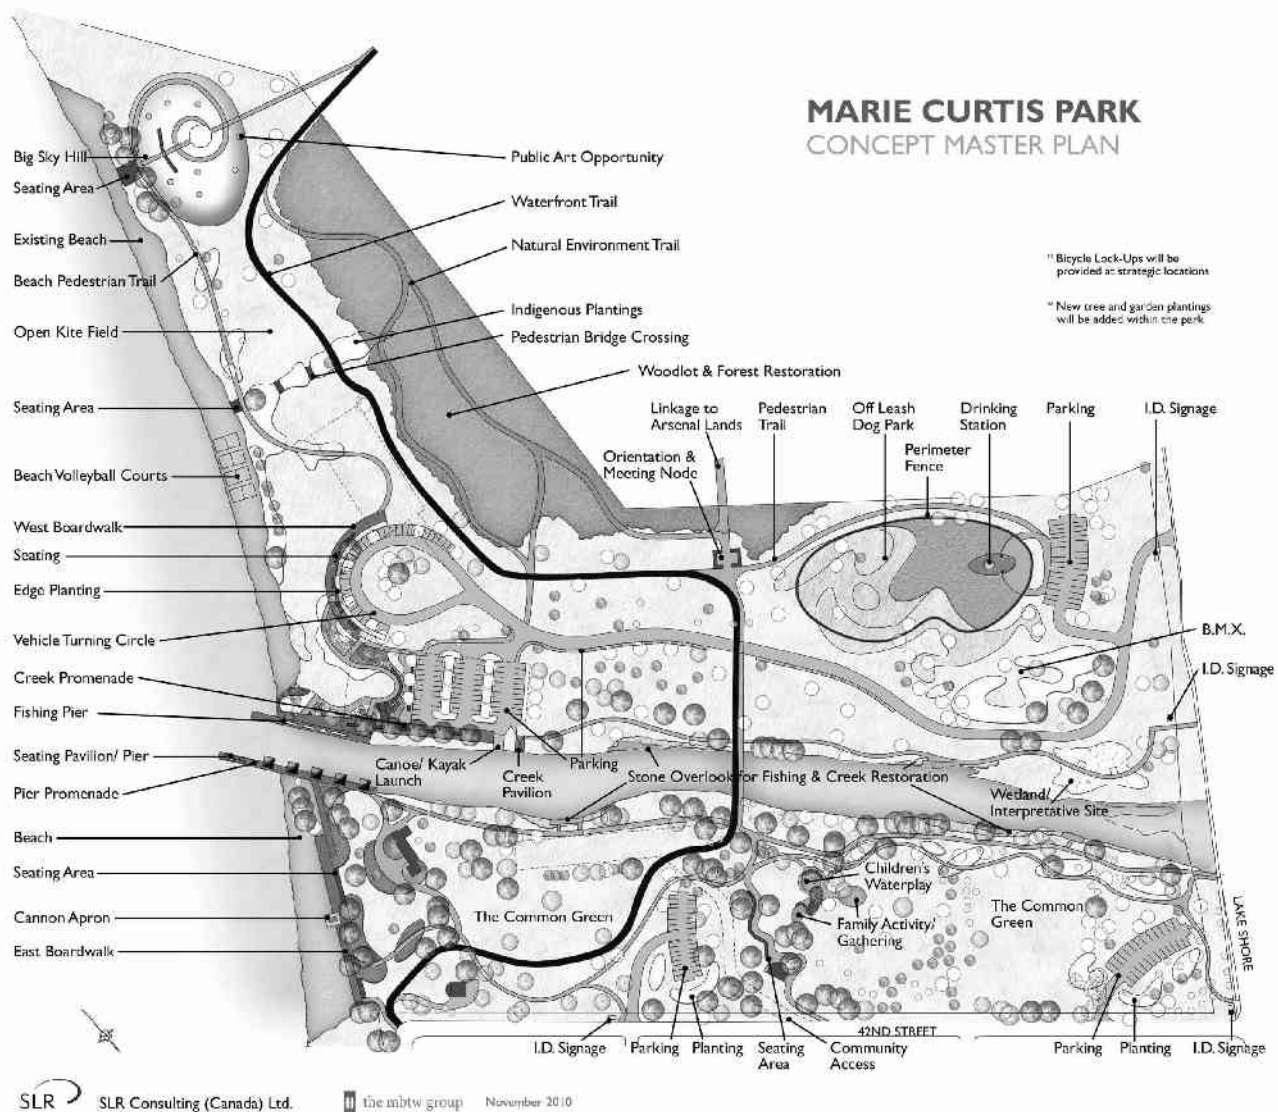 MARIE CURTIS PARK
CONCEPT MASTER PLAN
Big Sky Hill
Seating Area
Existing Beach
Beach Pedestrian Trail
Open Kite Field
Seating Area
Beach Volleyball Courts
West Boardwalk
Seating
Edge Planting
Vehicle Turning Circle
Creek Promenade
Fishing Pier
Seating Pavilion/ Pier
Pier Promenade
Beach
Seating Area
Cannon Apron
East Boardwalk
Public Art Opportunity
Waterfront Trail
Natural Environment Trail
Indigenous Plantings
Pedestrian Bridge Crossing
Woodlot & Forest Restoration
Bicycle Lock-Ups will be
provided at strategic locations
New tree and garden plantings
will be added within the park
Linkage to
Arsenal Lands
Orientation &
Meeting Node
Pedestrian
Trail
Off Leash
Dog Park
Perimeter
Fence
Drinking
Station
Parking
I.D. Signage
B.M.X.
I.D. Signage
Canoe/ Kayak
Launch
Creek
Pavilion
Parking
Stone Overlook for Fishing & Creek Restoration
Wetland/
Interpretative Site
Children's
Waterplay
Family Activity/
Gathering
The Common Green
The Common
Green
LAKE SHORE
42ND STREET
I.D. Signage
Parking
Planting
Seating
Area
Community
Access
Parking
Planting
I.D. Signage
SLR
SLR Consulting (Canada) Ltd.
the mbtw group
November 2010